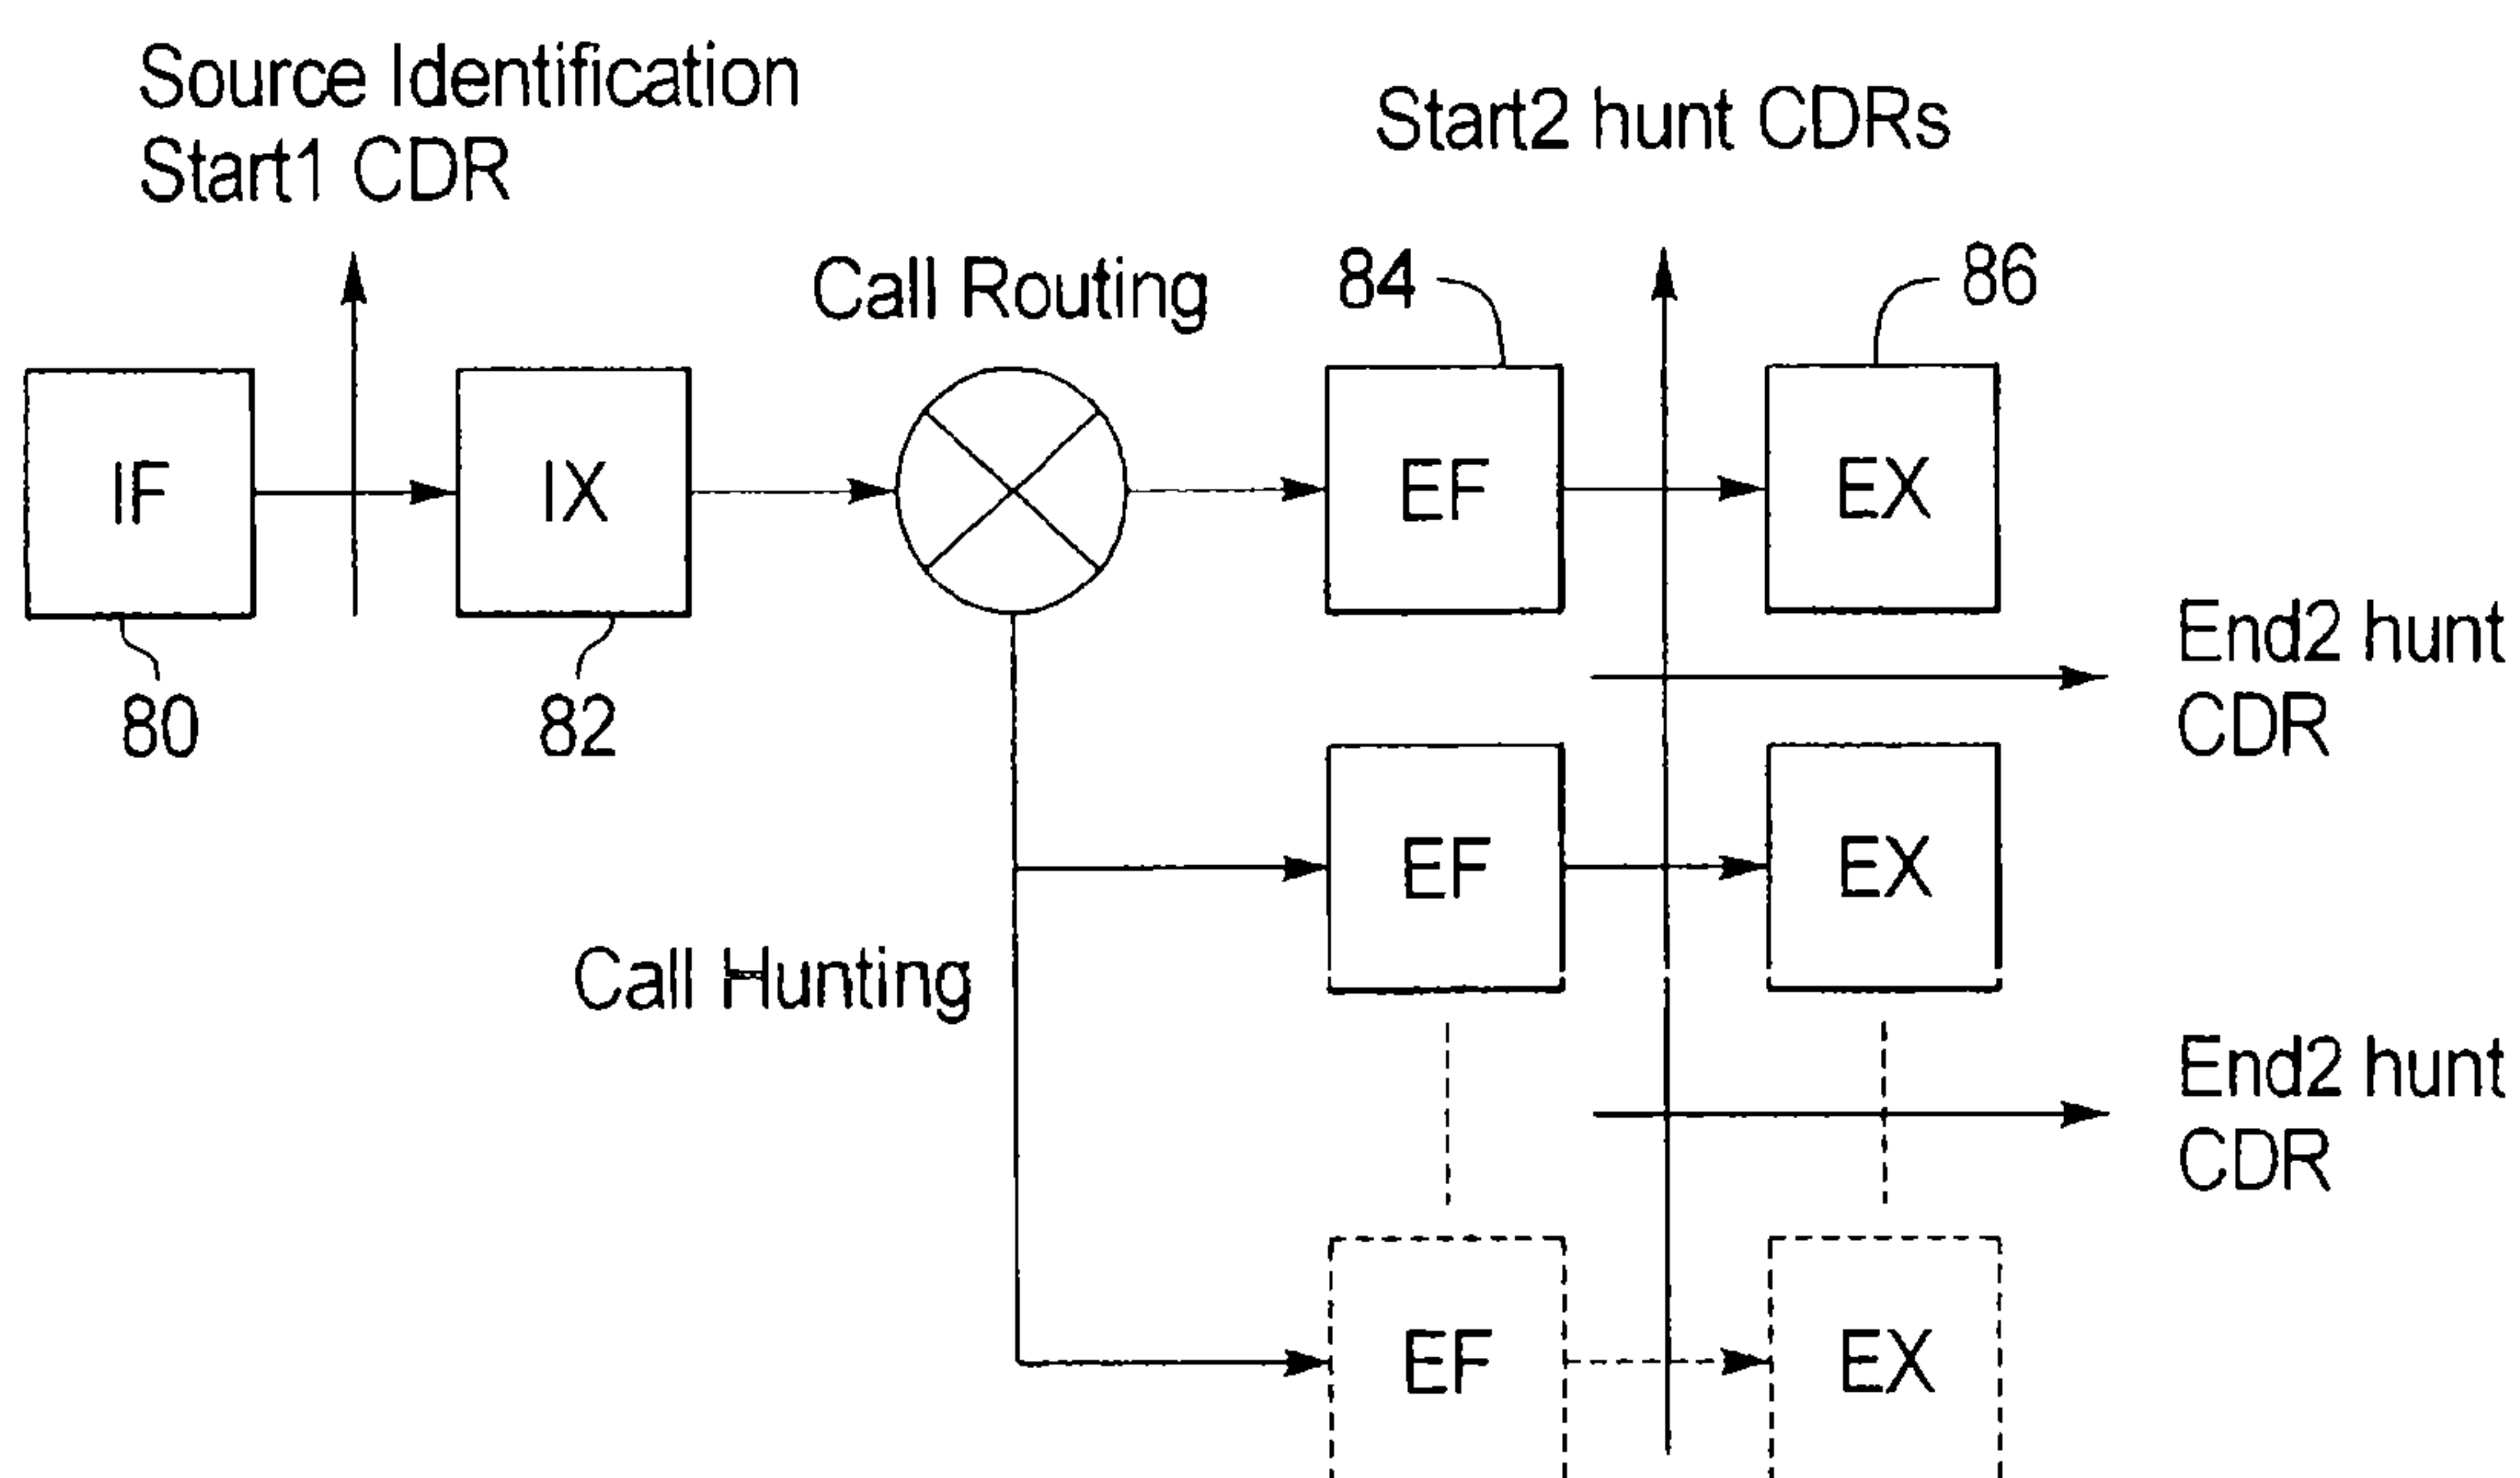 Source Identification
Start1 CDR
Start2 hunt CDRs
Call Routing
84
86
IF
IX
EF
EX
80
82
End2 hunt
CDR
EF
EX
Call Hunting
End2 hunt
CDR
EF
EX